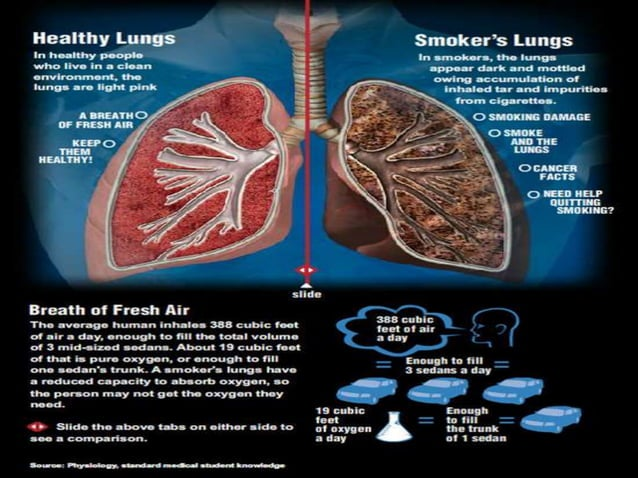 Healthy Lungs
In healthy people
who live in a clean
environment, the
lungs are light pink
A BREATH
OF FRESH AIR
KEEP
THEM
HEALTHY!
Smoker's Lungs
In smokers, the lungs
appear dark and mottled
owing accumulation of
inhaled tar and impurities
from cigarettes.
SMOKING DAMAGE
SMOKE
AND THE
LUNGS
CANCER
FACTS
NEED HELP
QUITTING
SMOKING?
slide
Breath of Fresh Air
The average human inhales 388 cubic feet
of air a day, enough to fill the total volume
of 3 mid-sized sedans. About 19 cubic feet
of that is pure oxygen, or enough to fill
one sedan's trunk. A smoker's lungs have
a reduced capacity to absorb oxygen, so
the person may not get the oxygen they
need.
Slide the above tabs on either side to
see a comparison.
Source: Physiology, standard medical student knowledge
388 cubic
feet of air
a day
= Enough to fill =
3 sedans a day
19 cubic
feet
of oxygen
a day
= Enough =
to fill
the trunk
of 1 sedan